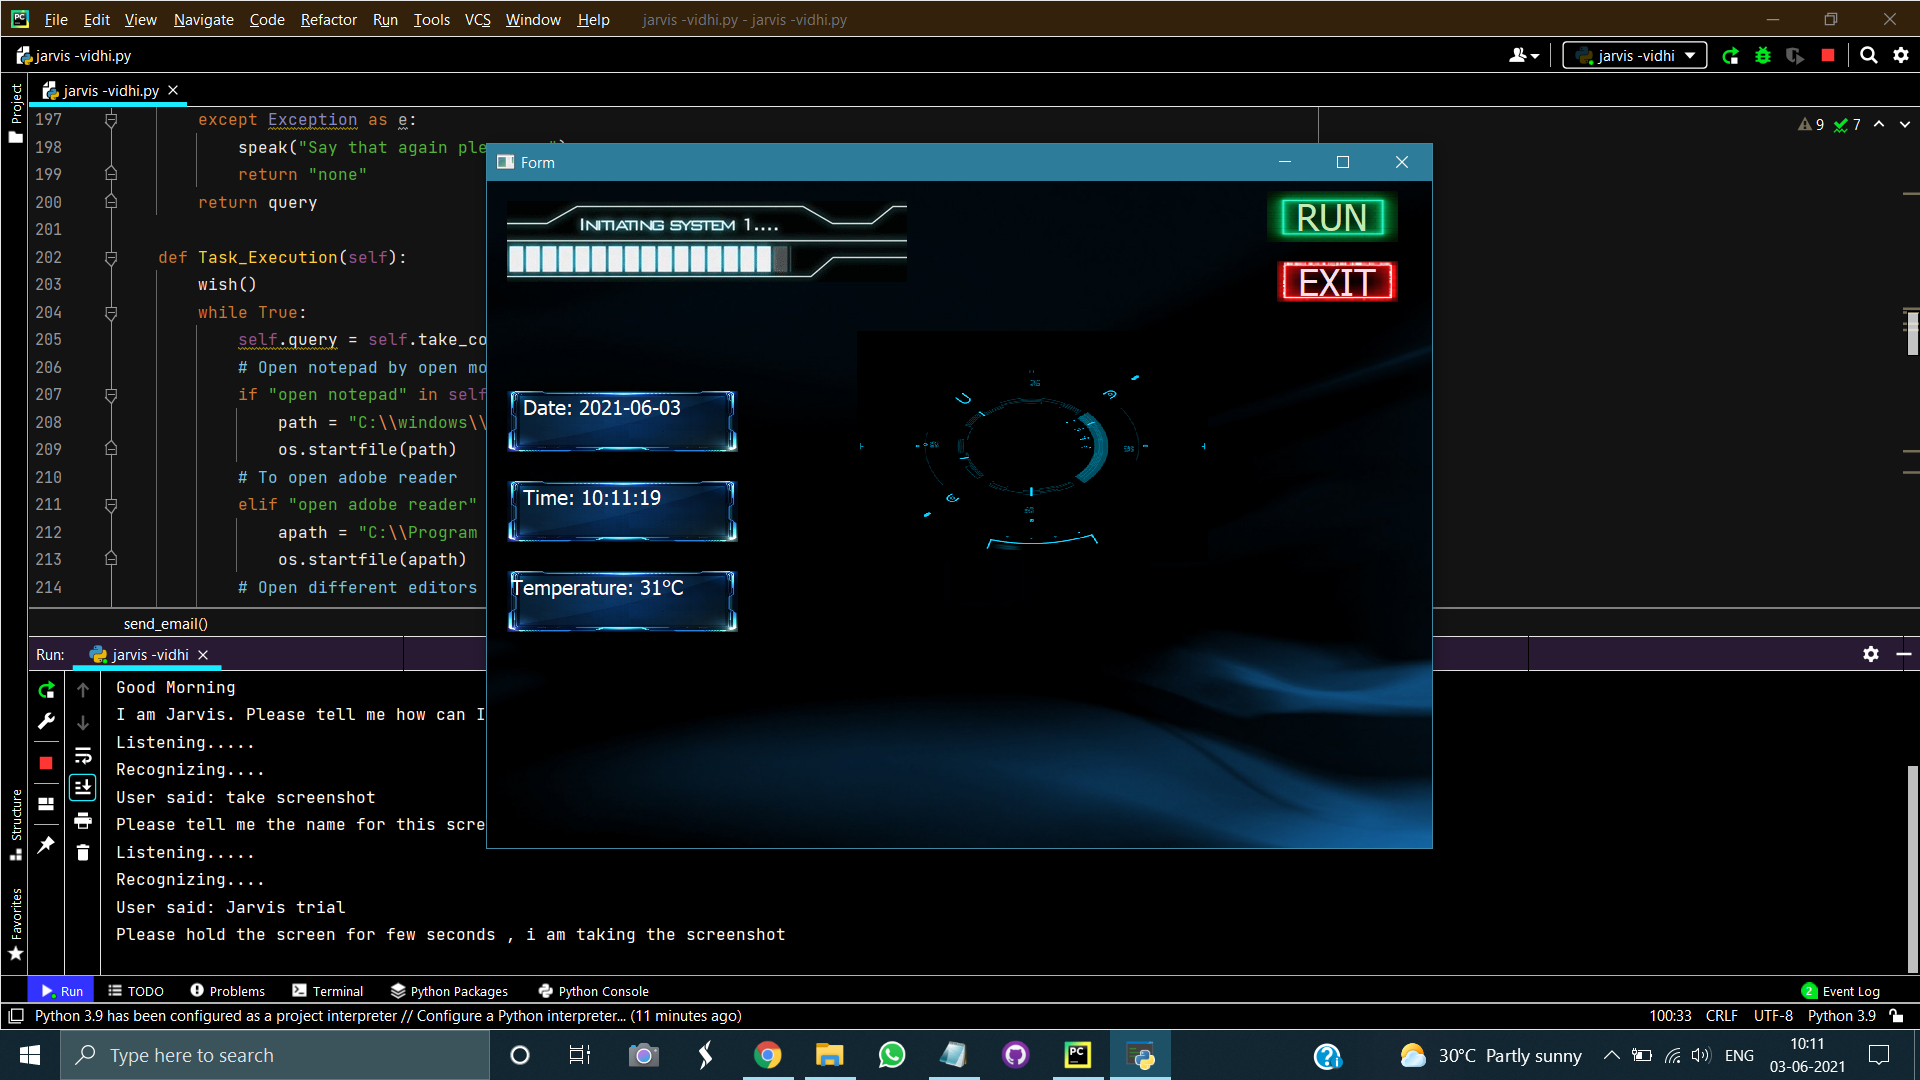 File Edit View Navigate Code Refactor Run Tools VCS Window Help jarvis -vidhi.py - jarvis -vidhi.py
jarvis -vidhi.py
jarvis -vidhi
Project
jarvis -vidhi.py
9 7
197 except Exception as e:
198 speak("Say that again ple
199 return "none"
200 return query
201
202 def Task_Execution(self):
203 wish()
204 while True:
205 self.query = self.take_co
206 # Open notepad by open mo
207 if "open notepad" in self
208 path = "C:\\windows\\
209 os.startfile(path)
210 # To open adobe reader
211 elif "open adobe reader"
212 apath = "C:\\Program
213 os.startfile(apath)
214 # Open different editors
send_email()
Form
Initiating system 1....
RUN
EXIT
Date: 2021-06-03
Time: 10:11:19
Temperature: 31°C
Run: jarvis -vidhi
Good Morning
I am Jarvis. Please tell me how can I
Listening.....
Recognizing....
User said: take screenshot
Please tell me the name for this scre
Listening.....
Recognizing....
User said: Jarvis trial
Please hold the screen for few seconds , i am taking the screenshot
Structure
Favorites
Run TODO Problems Terminal Python Packages Python Console 2 Event Log
Python 3.9 has been configured as a project interpreter // Configure a Python interpreter... (11 minutes ago) 100:33 CRLF UTF-8 Python 3.9
Type here to search
30°C Partly sunny ENG
10:11
03-06-2021